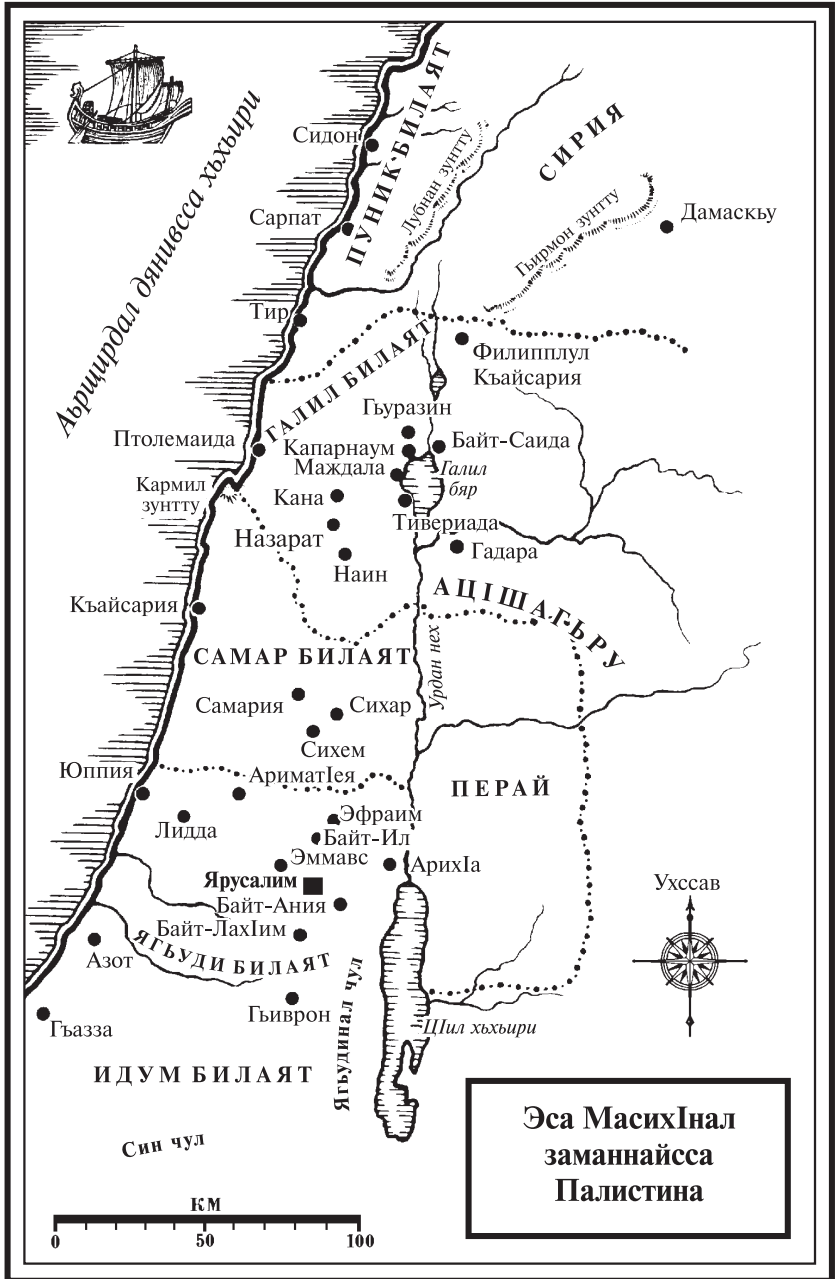 Аьрщирдал дянивсса хьхьири
Сидон
ПУНИК БИЛАЯТ
Лубнан зунтту
СИРИЯ
Сарпат
Гьирмон зунтту
Дамаскьу
Тир
ГАЛИЛ БИЛАЯТ
Филипплул
Къайсария
Гьуразин
Птолемаида
Капарнаум
Байт-Саида
Маждала
Галил
бяр
Кармил
зунтту
Кана
Тивериада
Назарат
Гадара
Наин
АЦІШАГЬРУ
Къайсария
Урдан нех
САМАР БИЛАЯТ
Самария
Сихар
Сихем
Юппия
АриматІея
ПЕРАЙ
Эфраим
Лидда
Байт-Ил
Эммавс
АрихІа
Ярусалим
Ухссав
Байт-Ания
Байт-ЛахІим
ЯГЬУДИ БИЛАЯТ
Азот
Ягьудинал чул
Гьиврон
ЦІил хьхьири
Гъазза
ИДУМ БИЛАЯТ
Син чул
Эса МасихІнал
заманнайсса
Палистина
КМ
0 50 100